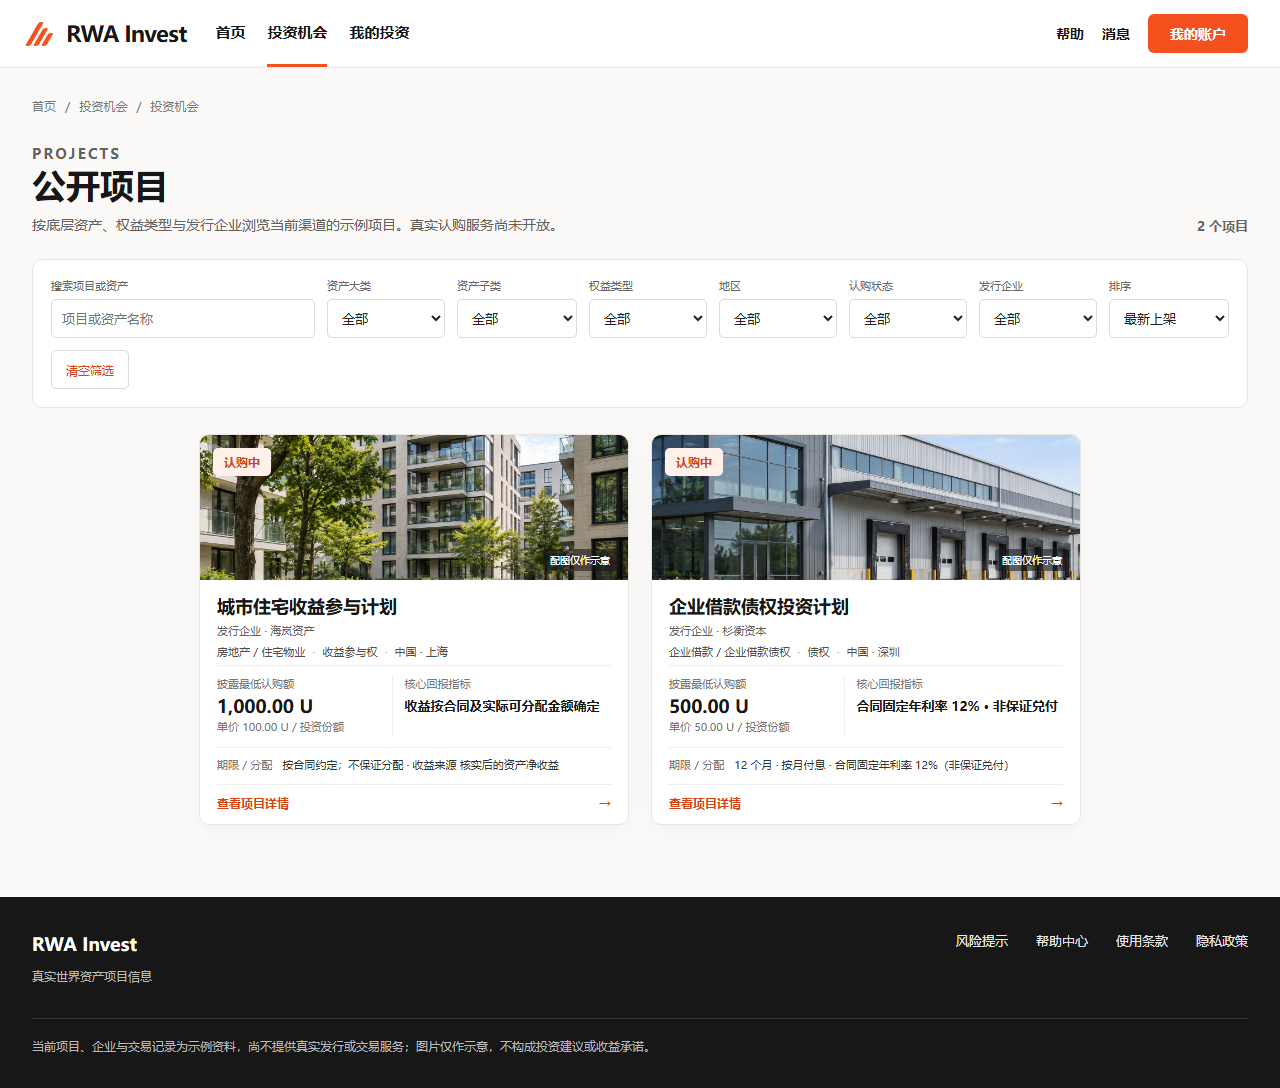 RWA Invest 首页 投资机会 我的投资 帮助 消息 我的账户
首页 / 投资机会 / 投资机会
PROJECTS
公开项目
按底层资产、权益类型与发行企业浏览当前渠道的示例项目。真实认购服务尚未开放。 2 个项目
搜索项目或资产 资产大类 资产子类 权益类型 地区 认购状态 发行企业 排序
项目或资产名称 全部 全部 全部 全部 全部 全部 最新上架
清空筛选
认购中
配图仅作示意
城市住宅收益参与计划
发行企业 · 海岚资产
房地产 / 住宅物业 · 收益参与权 · 中国 · 上海
披露最低认购额 核心回报指标
1,000.00 U 收益按合同及实际可分配金额确定
单价 100.00 U / 投资份额
期限 / 分配 按合同约定；不保证分配 · 收益来源 核实后的资产净收益
查看项目详情 →
认购中
配图仅作示意
企业借款债权投资计划
发行企业 · 杉衡资本
企业借款 / 企业借款债权 · 债权 · 中国 · 深圳
披露最低认购额 核心回报指标
500.00 U 合同固定年利率 12% • 非保证兑付
单价 50.00 U / 投资份额
期限 / 分配 12 个月 · 按月付息 · 合同固定年利率 12%（非保证兑付）
查看项目详情 →
RWA Invest 风险提示 帮助中心 使用条款 隐私政策
真实世界资产项目信息
当前项目、企业与交易记录为示例资料，尚不提供真实发行或交易服务；图片仅作示意，不构成投资建议或收益承诺。